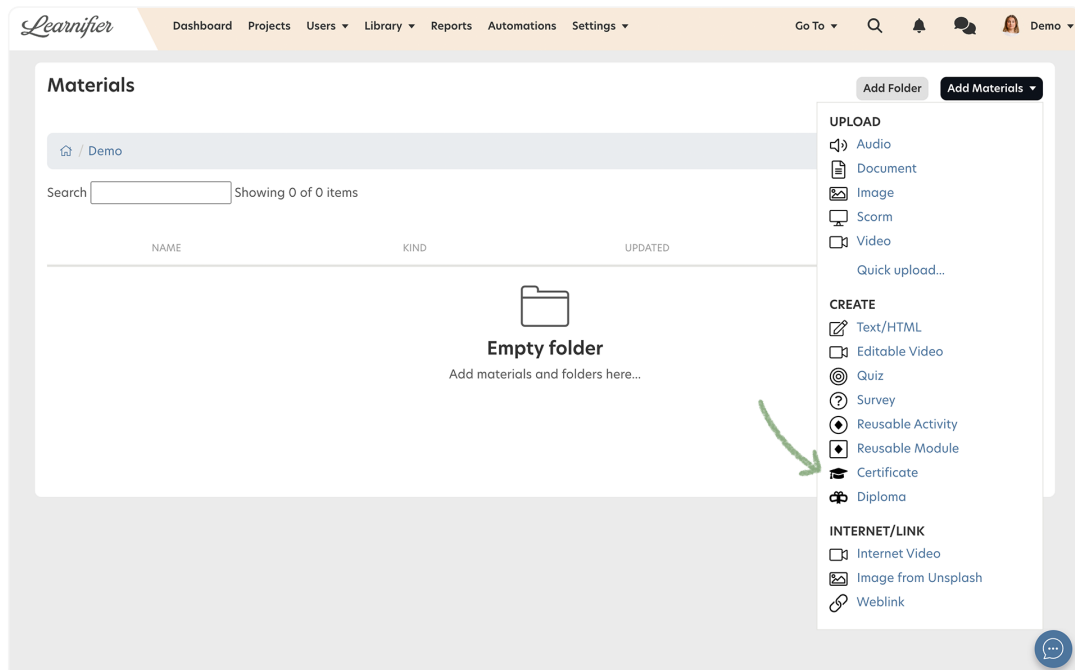 Learnifier
Dashboard Projects Users Library Reports Automations Settings Go To Demo
Materials
Add Folder Add Materials
/ Demo
Search Showing 0 of 0 items
NAME KIND UPDATED
Empty folder
Add materials and folders here...
UPLOAD
Audio
Document
Image
Scorm
Video
Quick upload...
CREATE
Text/HTML
Editable Video
Quiz
Survey
Reusable Activity
Reusable Module
Certificate
Diploma
INTERNET/LINK
Internet Video
Image from Unsplash
Weblink